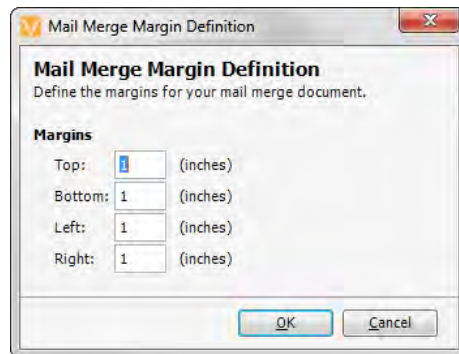 Mail Merge Margin Definition
Mail Merge Margin Definition
Define the margins for your mail merge document.
Margins
Top: 1 (inches)
Bottom: 1 (inches)
Left: 1 (inches)
Right: 1 (inches)
OK Cancel